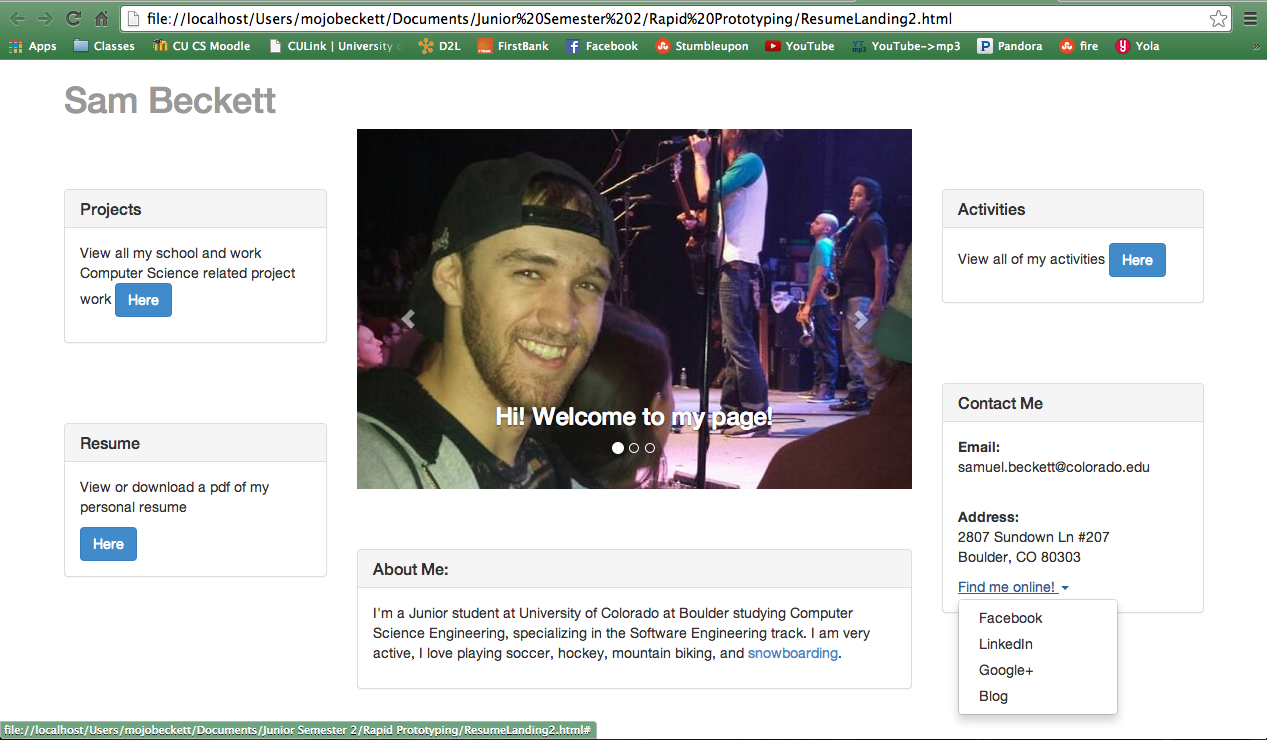 file://localhost/Users/mojobeckett/Documents/Junior%20Semester%202/Rapid%20Prototyping/ResumeLanding2.html
Apps Classes CU CS Moodle CULink | University D2L FirstBank Facebook Stumbleupon YouTube YouTube->mp3 Pandora fire Yola »
Sam Beckett
Projects
View all my school and work
Computer Science related project
work Here
Resume
View or download a pdf of my
personal resume
Here
Hi! Welcome to my page!
About Me:
I'm a Junior student at University of Colorado at Boulder studying Computer
Science Engineering, specializing in the Software Engineering track. I am very
active, I love playing soccer, hockey, mountain biking, and snowboarding.
Activities
View all of my activities Here
Contact Me
Email:
samuel.beckett@colorado.edu
Address:
2807 Sundown Ln #207
Boulder, CO 80303
Find me online!
Facebook
LinkedIn
Google+
Blog
file://localhost/Users/mojobeckett/Documents/Junior Semester 2/Rapid Prototyping/ResumeLanding2.html#